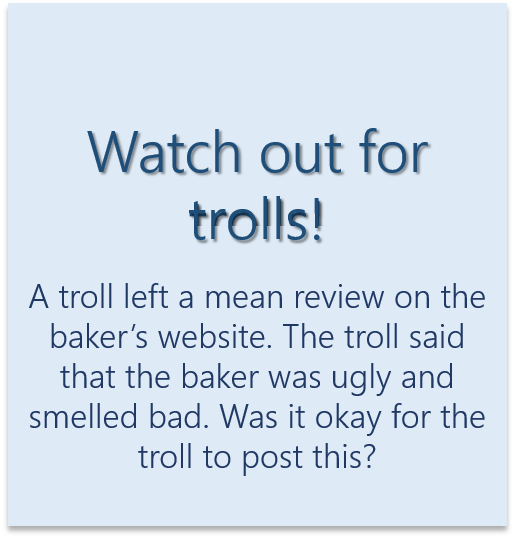 Watch out for
trolls!
A troll left a mean review on the
baker’s website. The troll said
that the baker was ugly and
smelled bad. Was it okay for the
troll to post this?